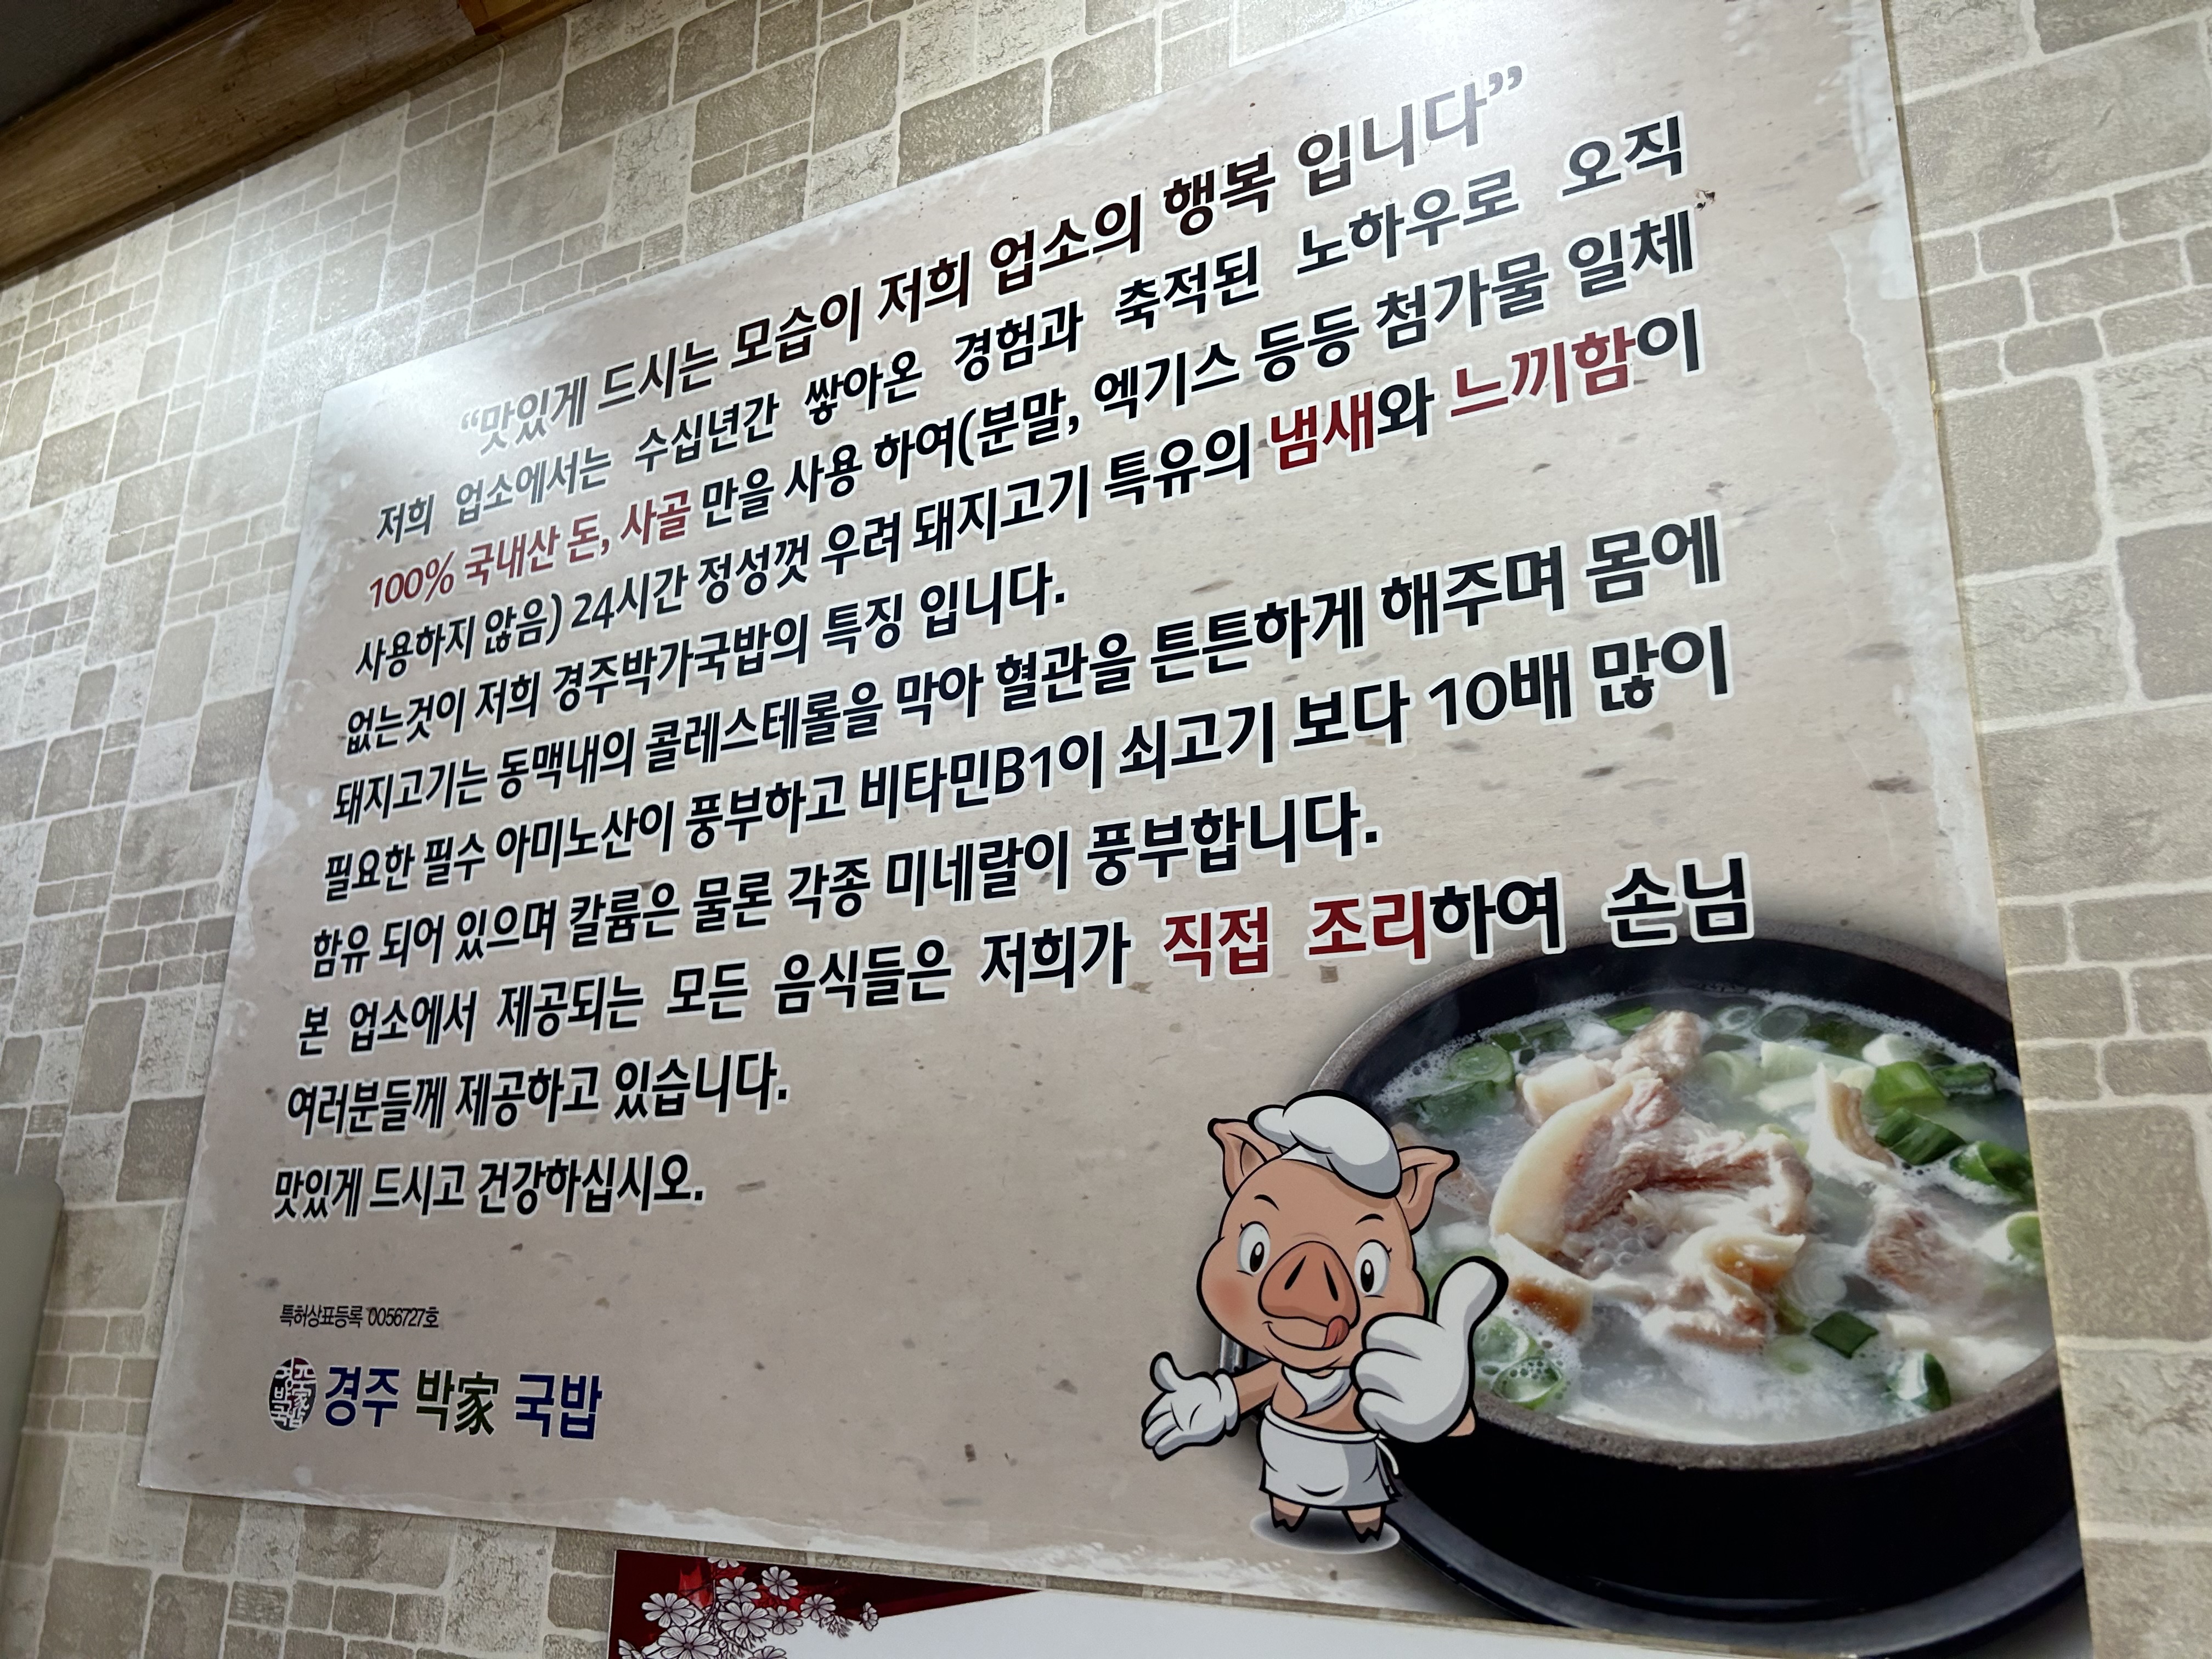 “맛있게 드시는 모습이 저희 업소의 행복 입니다”
저희 업소에서는 수십년간 쌓아온 경험과 축적된 노하우로 오직
100% 국내산 돈, 사골 만을 사용 하여(분말, 엑기스 등등 첨가물 일체
사용하지 않음) 24시간 정성껏 우려 돼지고기 특유의 냄새와 느끼함이
없는것이 저희 경주박가국밥의 특징 입니다.
돼지고기는 동맥내의 콜레스테롤을 막아 혈관을 튼튼하게 해주며 몸에
필요한 필수 아미노산이 풍부하고 비타민B1이 쇠고기 보다 10배 많이
함유 되어 있으며 칼륨은 물론 각종 미네랄이 풍부합니다.
본 업소에서 제공되는 모든 음식들은 저희가 직접 조리하여 손님
여러분들께 제공하고 있습니다.
맛있게 드시고 건강하십시오.
특허상표등록 0056727호
경주 박家 국밥
경주 박家 국밥